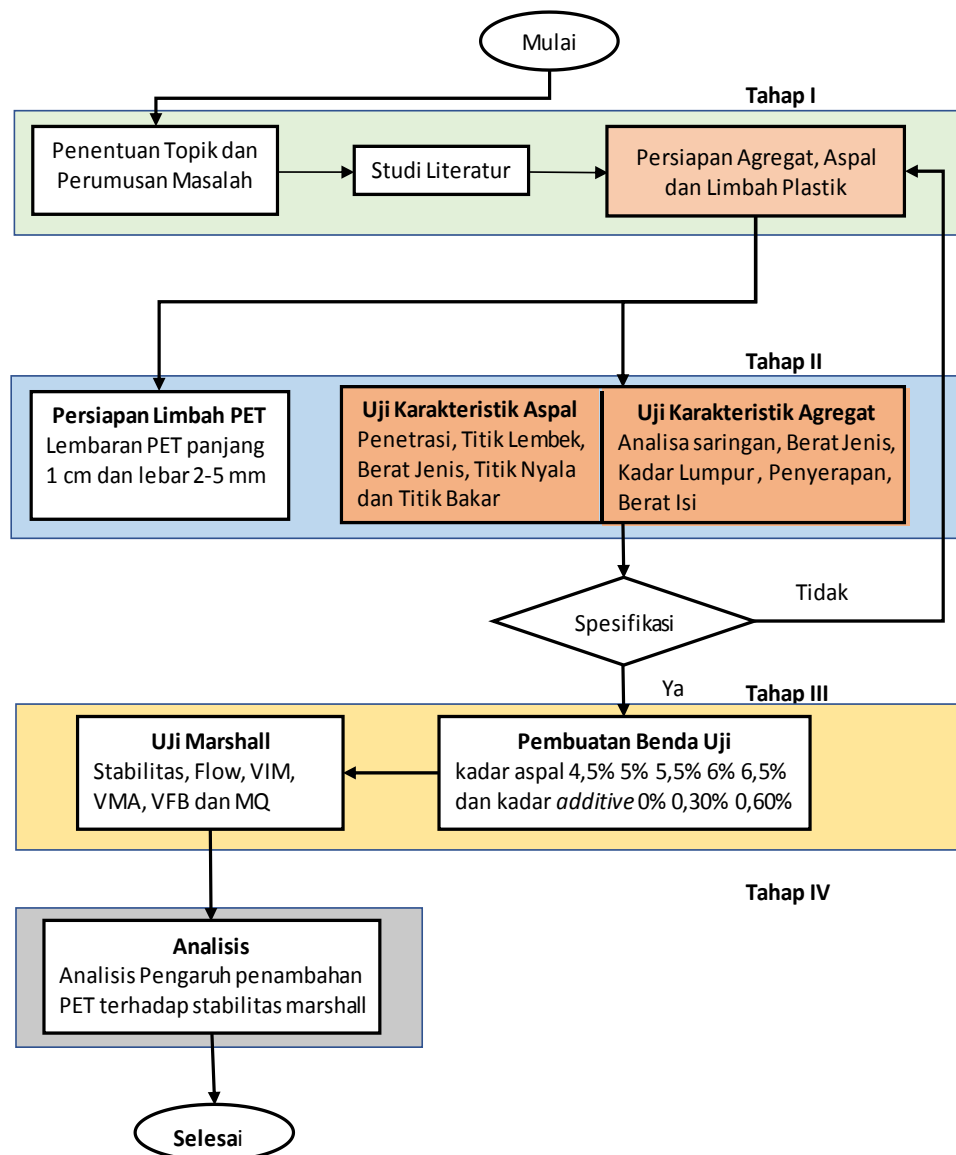 Mulai
Tahap I
Penentuan Topik dan
Perumusan Masalah
Studi Literatur
Persiapan Agregat, Aspal
dan Limbah Plastik
Tahap II
Persiapan Limbah PET
Lembaran PET panjang
1 cm dan lebar 2-5 mm
Uji Karakteristik Aspal
Penetrasi, Titik Lembek,
Berat Jenis, Titik Nyala
dan Titik Bakar
Uji Karakteristik Agregat
Analisa saringan, Berat Jenis,
Kadar Lumpur , Penyerapan,
Berat Isi
Spesifikasi
Tidak
Ya
Tahap III
UJi Marshall
Stabilitas, Flow, VIM,
VMA, VFB dan MQ
Pembuatan Benda Uji
kadar aspal 4,5% 5% 5,5% 6% 6,5%
dan kadar additive 0% 0,30% 0,60%
Tahap IV
Analisis
Analisis Pengaruh penambahan
PET terhadap stabilitas marshall
Selesai